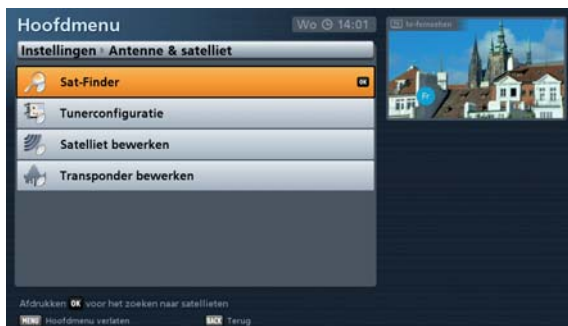 Hoofdmenu
Wo 14:01
Instellingen Antenne & satelliet
Sat-Finder OK
Tunerconfiguratie
Satelliet bewerken
Transponder bewerken
Afdrukken OK voor het zoeken naar satellieten
MENU Hoofdmenu verlaten BACK Terug
Fr